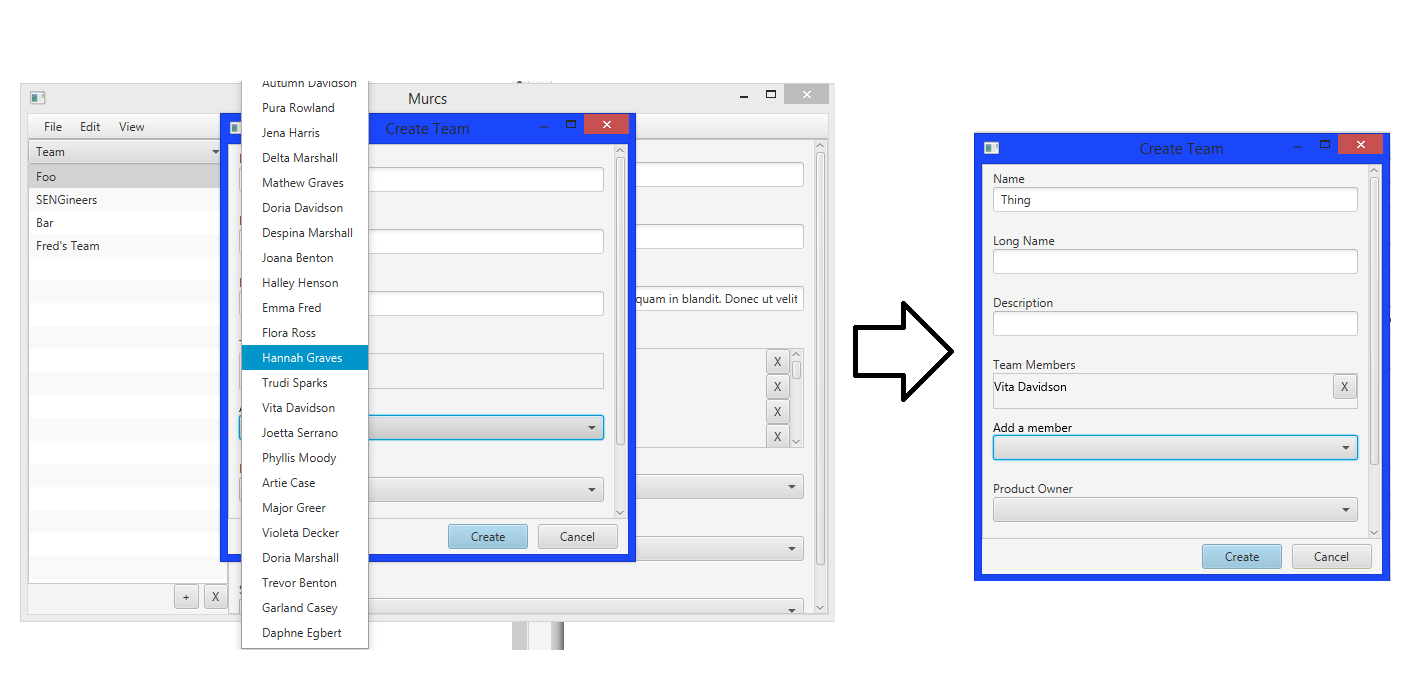 Murcs
File Edit View
Team
Foo
SENGineers
Bar
Fred's Team
+ X
Create Team
Autumn Davidson
Pura Rowland
Jena Harris
Delta Marshall
Mathew Graves
Doria Davidson
Despina Marshall
Joana Benton
Halley Henson
Emma Fred
Flora Ross
Hannah Graves
Trudi Sparks
Vita Davidson
Joetta Serrano
Phyllis Moody
Artie Case
Major Greer
Violeta Decker
Doria Marshall
Trevor Benton
Garland Casey
Daphne Egbert
Create Cancel
quam in blandit. Donec ut velit
X
X
X
X
Create Team
Name
Thing
Long Name
Description
Team Members
Vita Davidson X
Add a member
Product Owner
Create Cancel